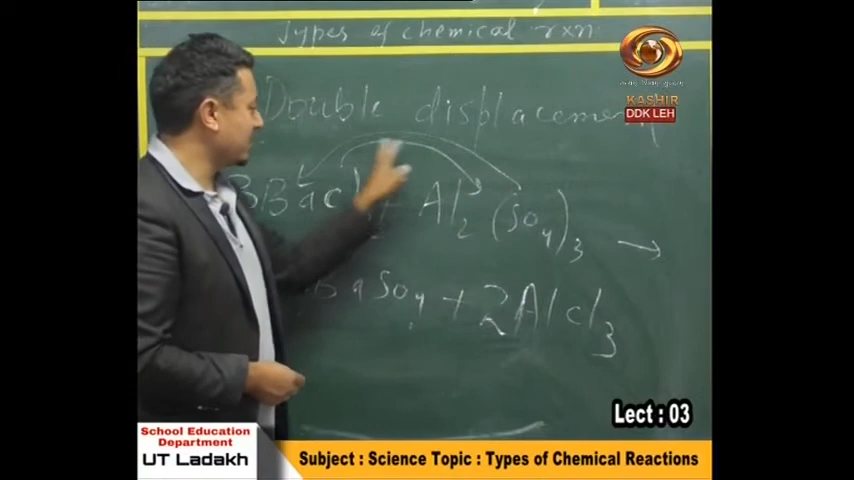 Types of chemical rxn
Double displacement
3Bacl + Al2 (So4)3 →
BaSo4 + 2Alcl3
KASHIR
DDK LEH
Lect : 03
School Education
Department
UT Ladakh
Subject : Science Topic : Types of Chemical Reactions